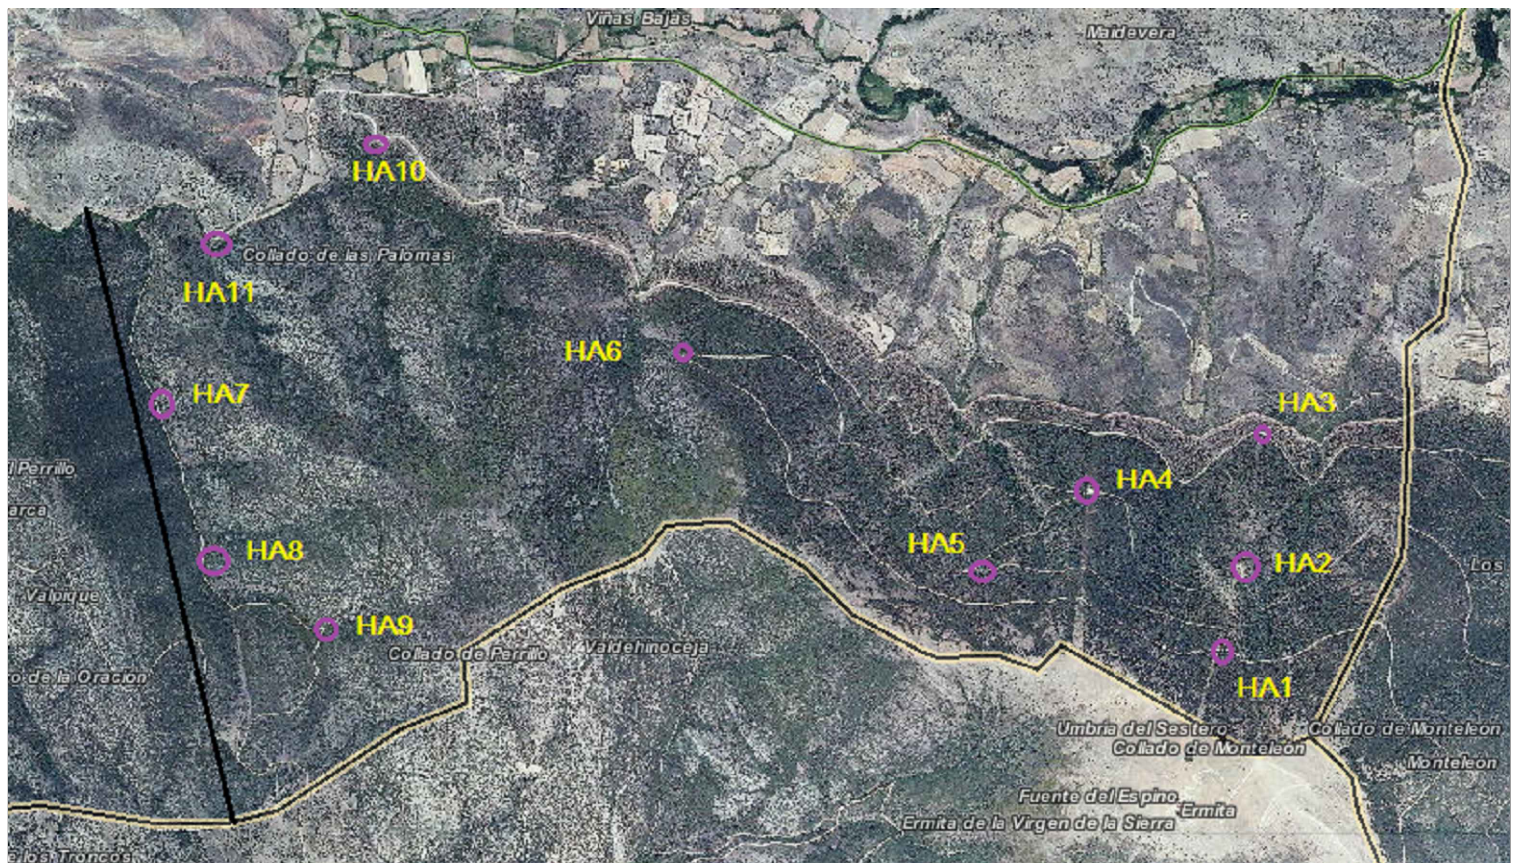 Viñas Bajas
Maidevera
HA10
Collado de las Palomas
HA11
HA6
HA7
HA3
l Perrillo
HA4
arca
HA5
HA8
HA2
Los
Valpique
HA9
Collado de Perrillo
Valdehinoceja
ro de la Oración
HA1
Umbria del Sestero
Collado de Monteleón
Collado de Monteleón
Monteleón
Fuente del Espino
Ermita
Ermita de la Virgen de la Sierra
e los Troncos